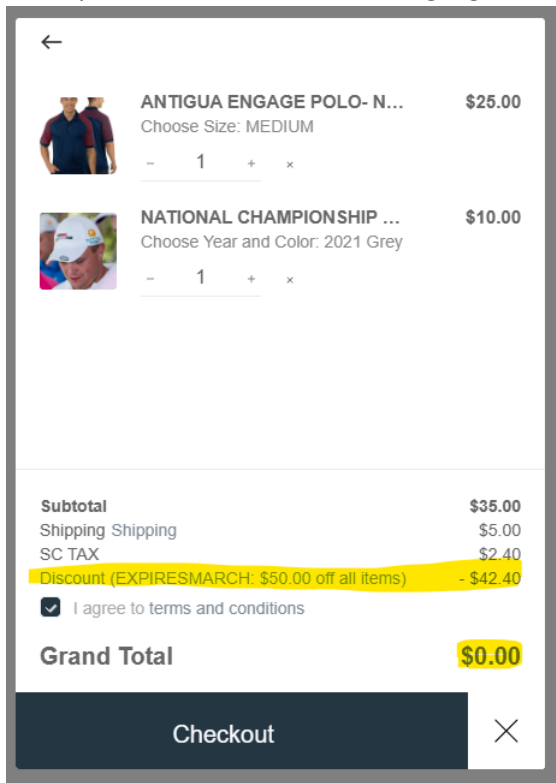 ←
ANTIGUA ENGAGE POLO- N... $25.00
Choose Size: MEDIUM
- 1 + ×
NATIONAL CHAMPIONSHIP ... $10.00
Choose Year and Color: 2021 Grey
- 1 + ×
Subtotal $35.00
Shipping Shipping $5.00
SC TAX $2.40
Discount (EXPIRESMARCH: $50.00 off all items) - $42.40
I agree to terms and conditions
Grand Total $0.00
Checkout ×